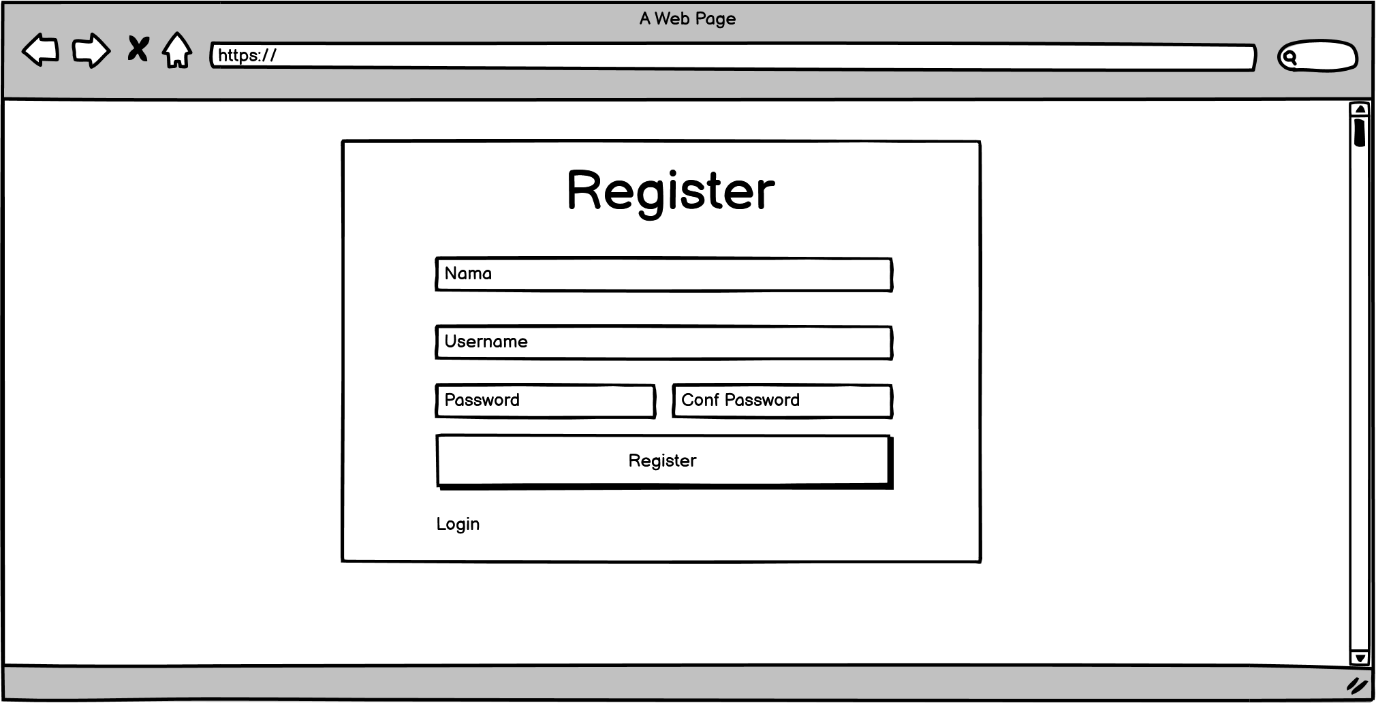 A Web Page
https://
Register
Nama
Username
Password Conf Password
Register
Login